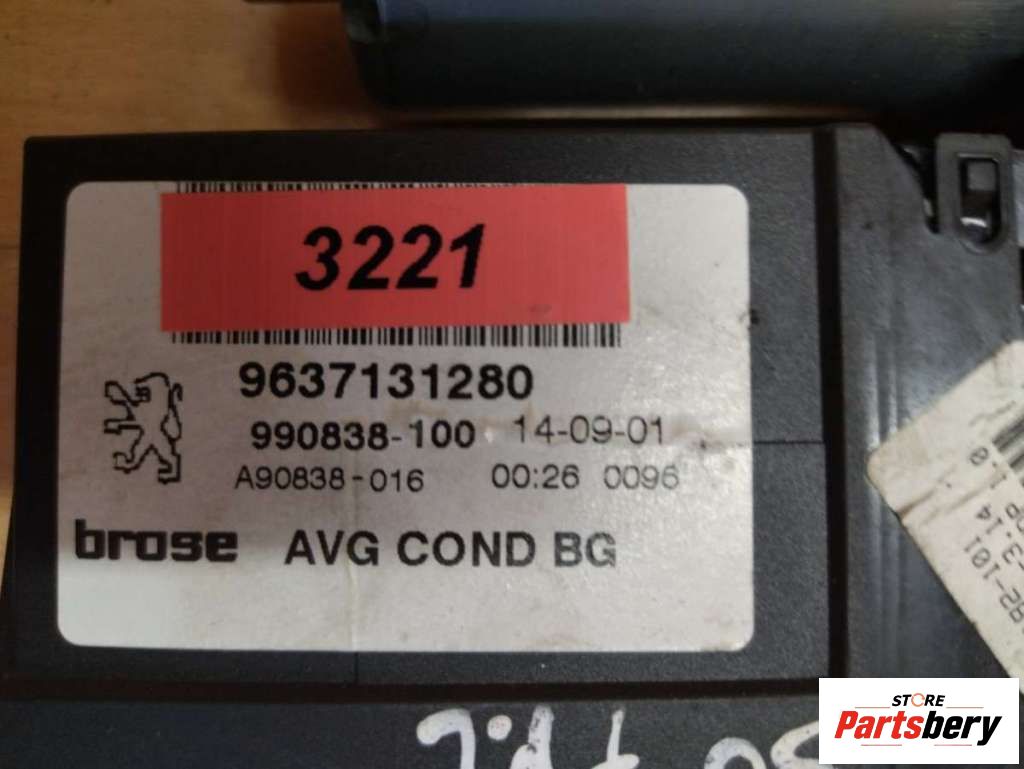 3221
9637131280
990838-100 14-09-01
A90838-016 00:26 0096
brose AVG COND BG
STORE
Partsbery